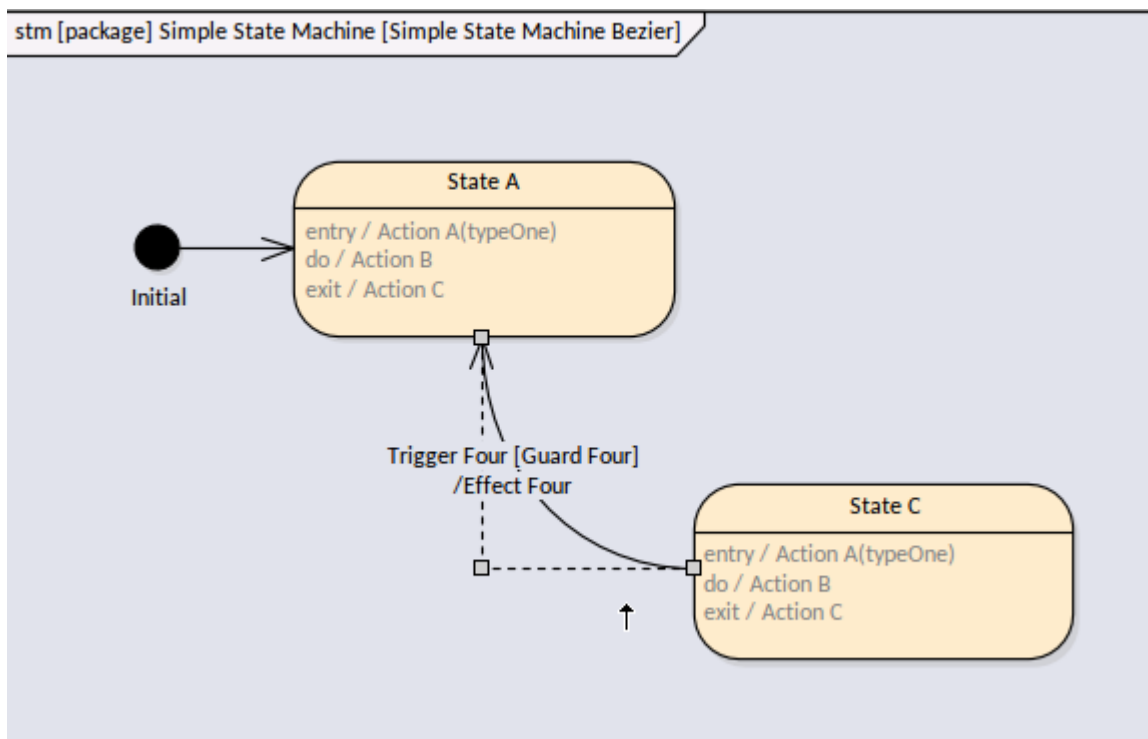 stm [package] Simple State Machine [Simple State Machine Bezier]
State A
entry / Action A(typeOne)
do / Action B
exit / Action C
Initial
Trigger Four [Guard Four]
/Effect Four
State C
entry / Action A(typeOne)
do / Action B
exit / Action C